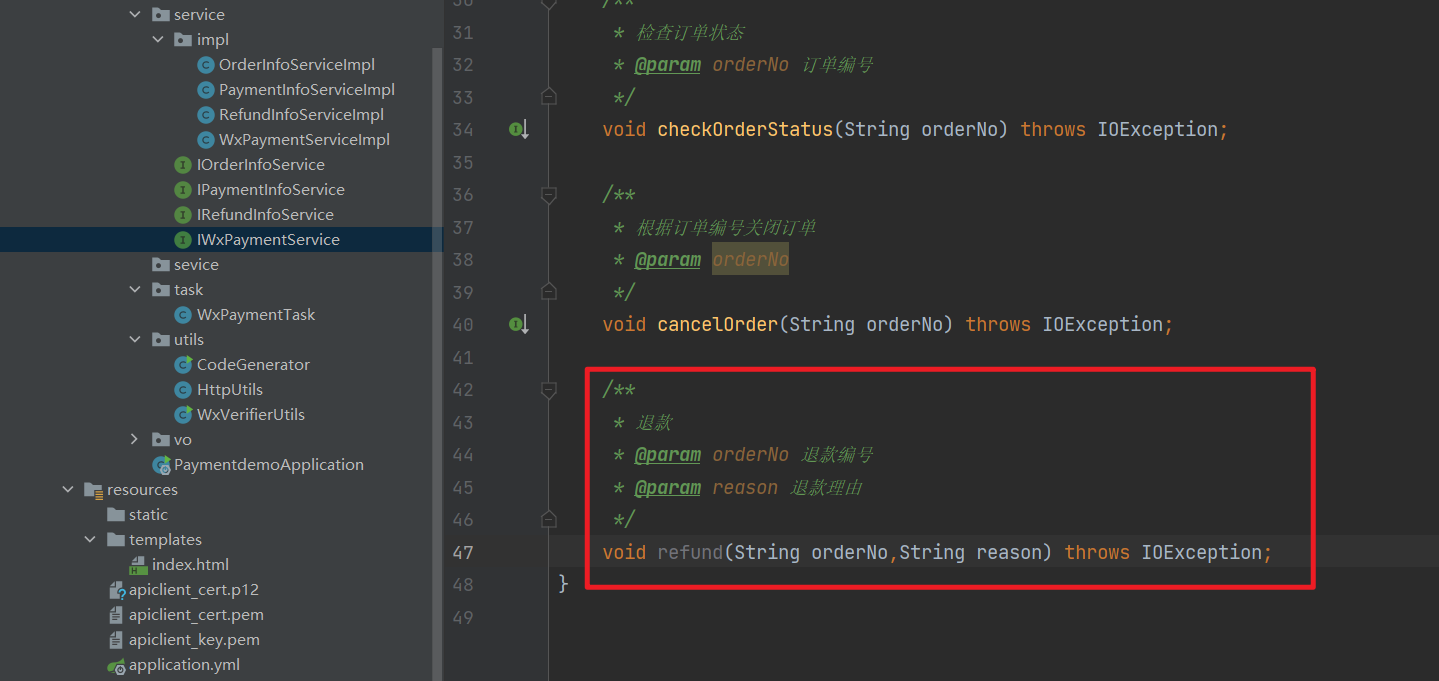 service
impl
OrderInfoServiceImpl
PaymentInfoServiceImpl
RefundInfoServiceImpl
WxPaymentServiceImpl
IOrderInfoService
IPaymentInfoService
IRefundInfoService
IWxPaymentService
sevice
task
WxPaymentTask
utils
CodeGenerator
HttpUtils
WxVerifierUtils
vo
PaymentdemoApplication
resources
static
templates
index.html
apiclient_cert.p12
apiclient_cert.pem
apiclient_key.pem
application.yml
30 /**
31 * 检查订单状态
32 * @param orderNo 订单编号
33 */
34 void checkOrderStatus(String orderNo) throws IOException;
35
36 /**
37 * 根据订单编号关闭订单
38 * @param orderNo
39 */
40 void cancelOrder(String orderNo) throws IOException;
41
42 /**
43 * 退款
44 * @param orderNo 退款编号
45 * @param reason 退款理由
46 */
47 void refund(String orderNo,String reason) throws IOException;
48 }
49